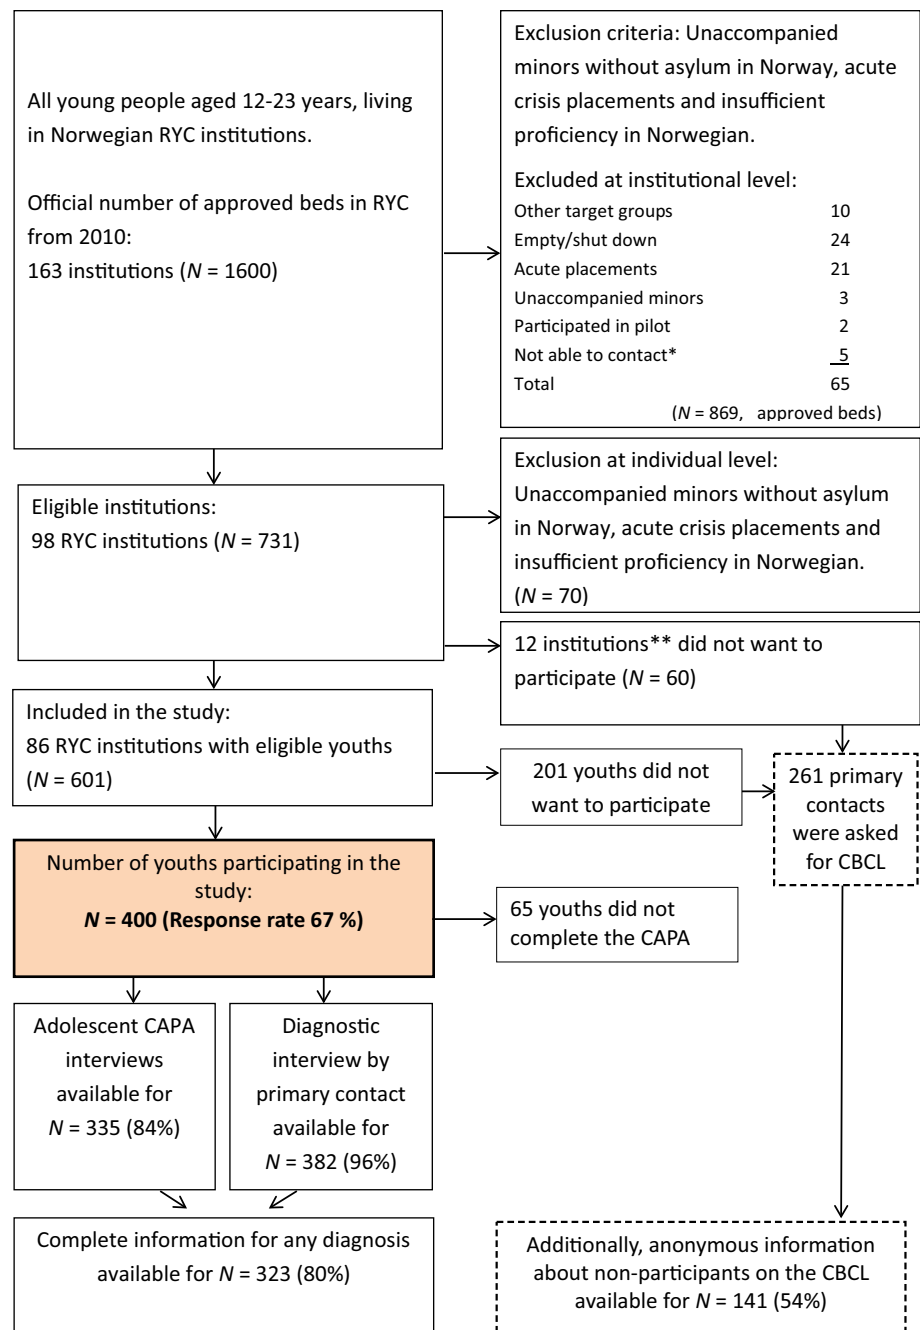 All young people aged 12-23 years, living
in Norwegian RYC institutions.
Official number of approved beds in RYC
from 2010:
163 institutions (N = 1600)
Exclusion criteria: Unaccompanied
minors without asylum in Norway, acute
crisis placements and insufficient
proficiency in Norwegian.
Excluded at institutional level:
Other target groups 10
Empty/shut down 24
Acute placements 21
Unaccompanied minors 3
Participated in pilot 2
Not able to contact* 5
Total 65
(N = 869, approved beds)
Eligible institutions:
98 RYC institutions (N = 731)
Exclusion at individual level:
Unaccompanied minors without asylum
in Norway, acute crisis placements and
insufficient proficiency in Norwegian.
(N = 70)
12 institutions** did not want to
participate (N = 60)
Included in the study:
86 RYC institutions with eligible youths
(N = 601)
201 youths did not
want to participate
261 primary
contacts
were asked
for CBCL
Number of youths participating in the
study:
N = 400 (Response rate 67 %)
65 youths did not
complete the CAPA
Adolescent CAPA
interviews
available for
N = 335 (84%)
Diagnostic
interview by
primary contact
available for
N = 382 (96%)
Complete information for any diagnosis
available for N = 323 (80%)
Additionally, anonymous information
about non-participants on the CBCL
available for N = 141 (54%)